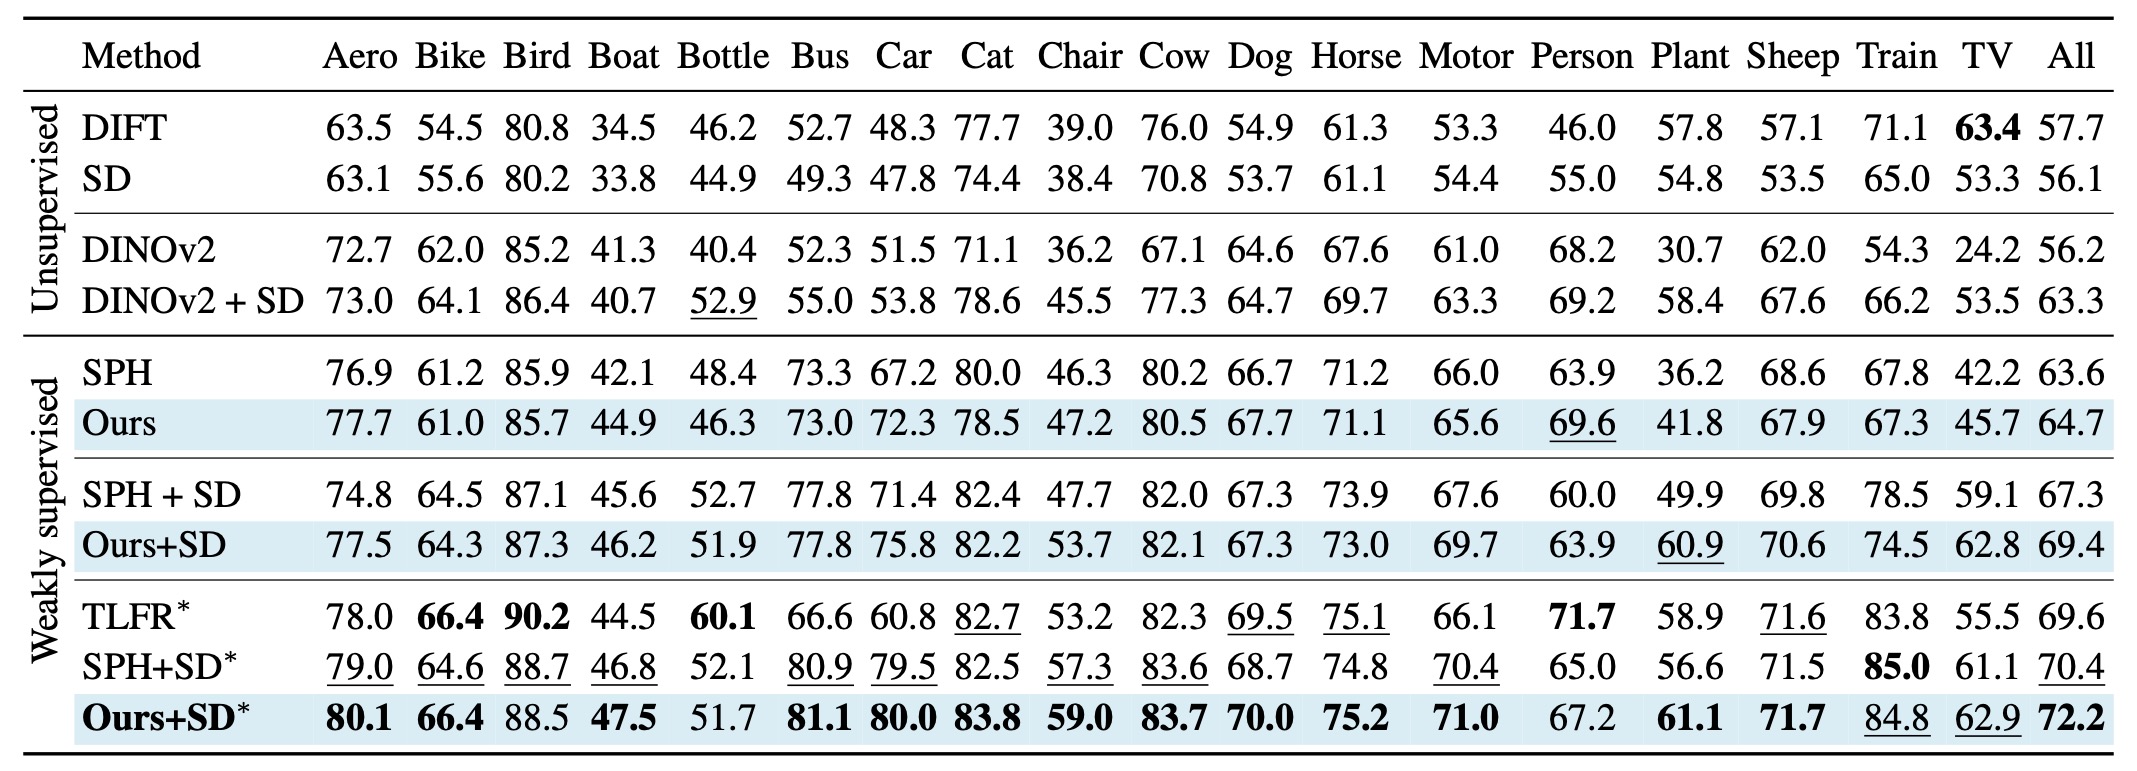 Method Aero Bike Bird Boat Bottle Bus Car Cat Chair Cow Dog Horse Motor Person Plant Sheep Train TV All
Unsupervised
DIFT 63.5 54.5 80.8 34.5 46.2 52.7 48.3 77.7 39.0 76.0 54.9 61.3 53.3 46.0 57.8 57.1 71.1 63.4 57.7
SD 63.1 55.6 80.2 33.8 44.9 49.3 47.8 74.4 38.4 70.8 53.7 61.1 54.4 55.0 54.8 53.5 65.0 53.3 56.1
DINOv2 72.7 62.0 85.2 41.3 40.4 52.3 51.5 71.1 36.2 67.1 64.6 67.6 61.0 68.2 30.7 62.0 54.3 24.2 56.2
DINOv2 + SD 73.0 64.1 86.4 40.7 52.9 55.0 53.8 78.6 45.5 77.3 64.7 69.7 63.3 69.2 58.4 67.6 66.2 53.5 63.3
Weakly supervised
SPH 76.9 61.2 85.9 42.1 48.4 73.3 67.2 80.0 46.3 80.2 66.7 71.2 66.0 63.9 36.2 68.6 67.8 42.2 63.6
Ours 77.7 61.0 85.7 44.9 46.3 73.0 72.3 78.5 47.2 80.5 67.7 71.1 65.6 69.6 41.8 67.9 67.3 45.7 64.7
SPH + SD 74.8 64.5 87.1 45.6 52.7 77.8 71.4 82.4 47.7 82.0 67.3 73.9 67.6 60.0 49.9 69.8 78.5 59.1 67.3
Ours+SD 77.5 64.3 87.3 46.2 51.9 77.8 75.8 82.2 53.7 82.1 67.3 73.0 69.7 63.9 60.9 70.6 74.5 62.8 69.4
TLFR* 78.0 66.4 90.2 44.5 60.1 66.6 60.8 82.7 53.2 82.3 69.5 75.1 66.1 71.7 58.9 71.6 83.8 55.5 69.6
SPH+SD* 79.0 64.6 88.7 46.8 52.1 80.9 79.5 82.5 57.3 83.6 68.7 74.8 70.4 65.0 56.6 71.5 85.0 61.1 70.4
Ours+SD* 80.1 66.4 88.5 47.5 51.7 81.1 80.0 83.8 59.0 83.7 70.0 75.2 71.0 67.2 61.1 71.7 84.8 62.9 72.2